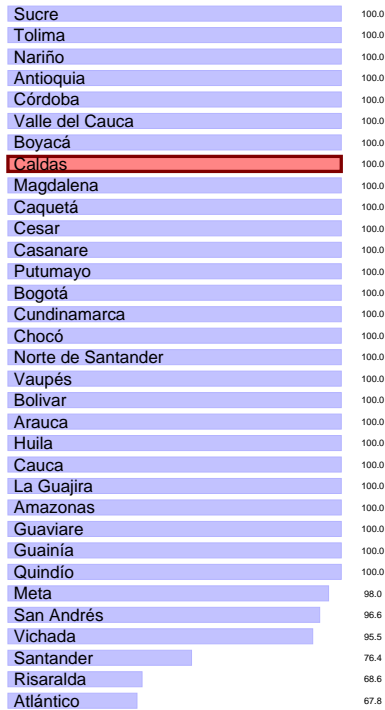 Sucre 100.0
Tolima 100.0
Nariño 100.0
Antioquia 100.0
Córdoba 100.0
Valle del Cauca 100.0
Boyacá 100.0
Caldas 100.0
Magdalena 100.0
Caquetá 100.0
Cesar 100.0
Casanare 100.0
Putumayo 100.0
Bogotá 100.0
Cundinamarca 100.0
Chocó 100.0
Norte de Santander 100.0
Vaupés 100.0
Bolivar 100.0
Arauca 100.0
Huila 100.0
Cauca 100.0
La Guajira 100.0
Amazonas 100.0
Guaviare 100.0
Guainía 100.0
Quindío 100.0
Meta 98.0
San Andrés 96.6
Vichada 95.5
Santander 76.4
Risaralda 68.6
Atlántico 67.8